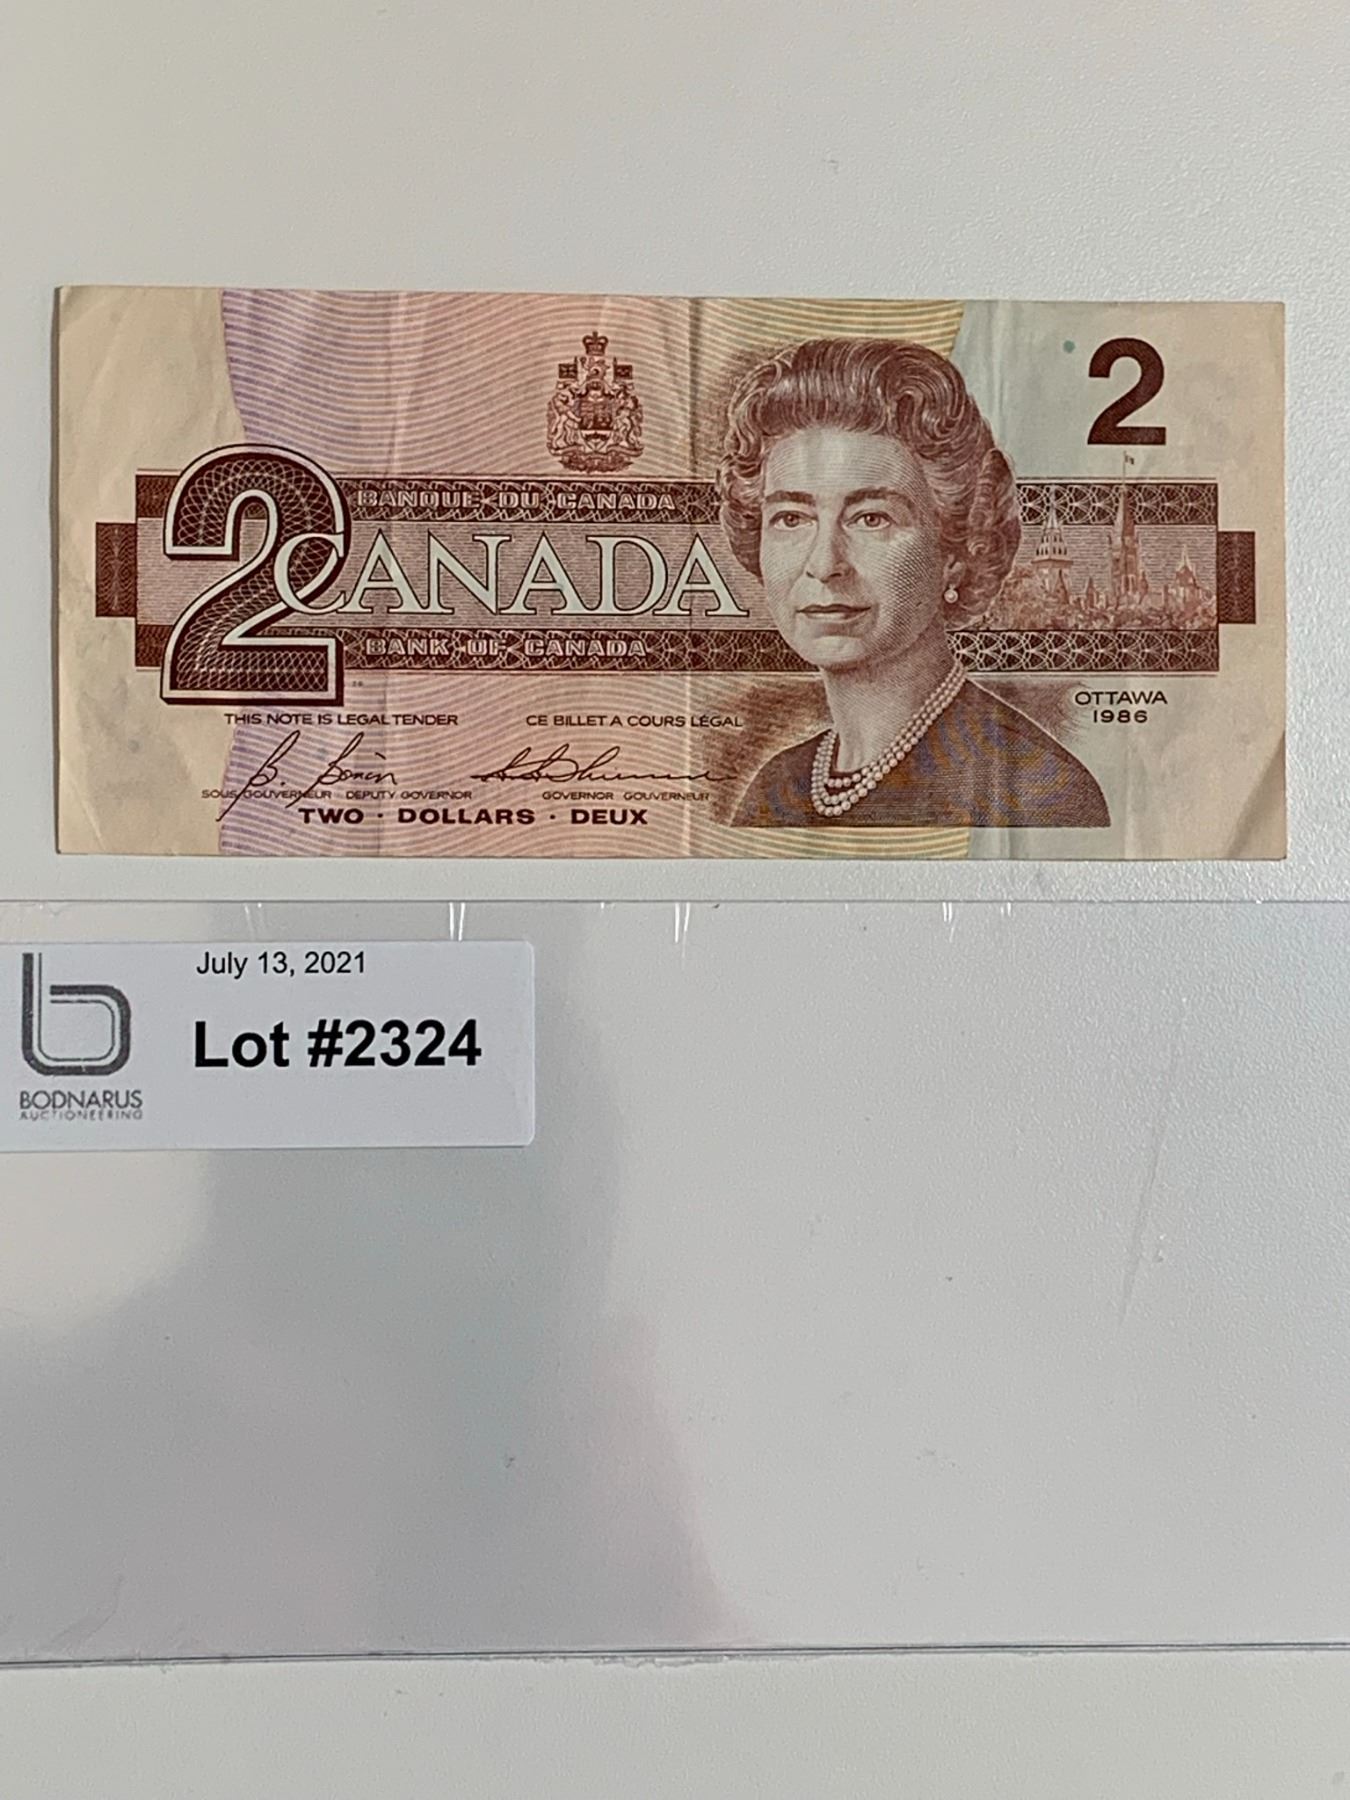 2
BANQUE DU CANADA
2 CANADA
BANK OF CANADA
OTTAWA
1986
THIS NOTE IS LEGAL TENDER CE BILLET A COURS LÉGAL
B. Bonin
SOUS-GOUVERNEUR DEPUTY GOVERNOR GOVERNOR GOUVERNEUR
TWO · DOLLARS · DEUX
July 13, 2021
Lot #2324
b
BODNARUS
AUCTIONEERING